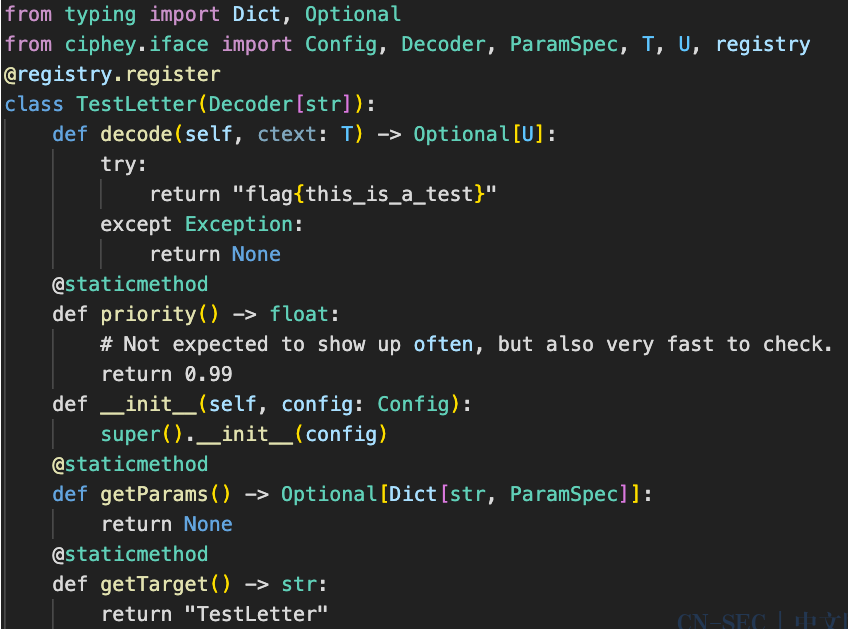 from typing import Dict, Optional
from ciphey.iface import Config, Decoder, ParamSpec, T, U, registry
@registry.register
class TestLetter(Decoder[str]):
    def decode(self, ctext: T) -> Optional[U]:
        try:
            return "flag{this_is_a_test}"
        except Exception:
            return None
    @staticmethod
    def priority() -> float:
        # Not expected to show up often, but also very fast to check.
        return 0.99
    def __init__(self, config: Config):
        super().__init__(config)
    @staticmethod
    def getParams() -> Optional[Dict[str, ParamSpec]]:
        return None
    @staticmethod
    def getTarget() -> str:
        return "TestLetter"
CN-SEC | 中文